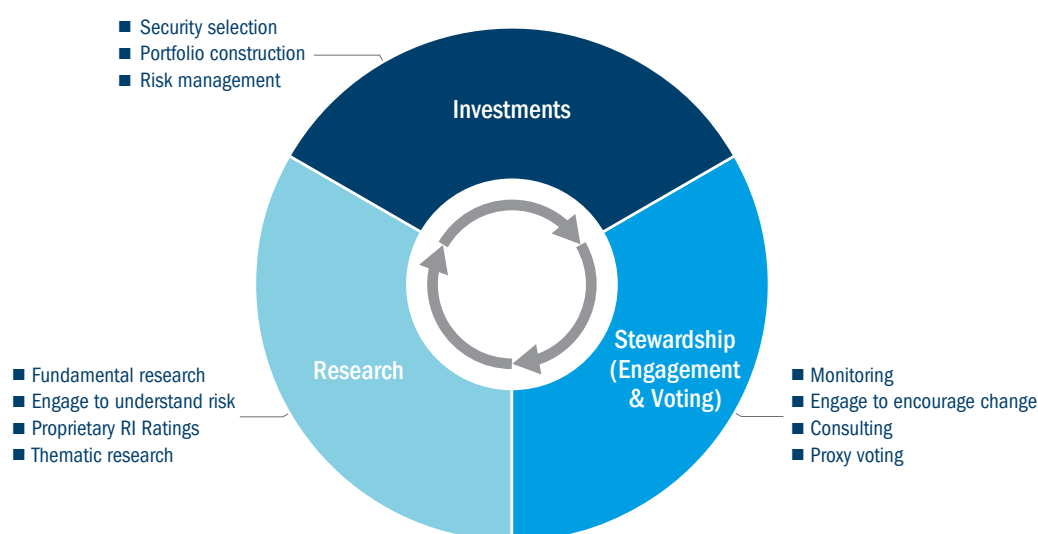 Security selection
Portfolio construction
Risk management
Investments
Stewardship
(Engagement
& Voting)
Research
Fundamental research
Engage to understand risk
Proprietary RI Ratings
Thematic research
Monitoring
Engage to encourage change
Consulting
Proxy voting